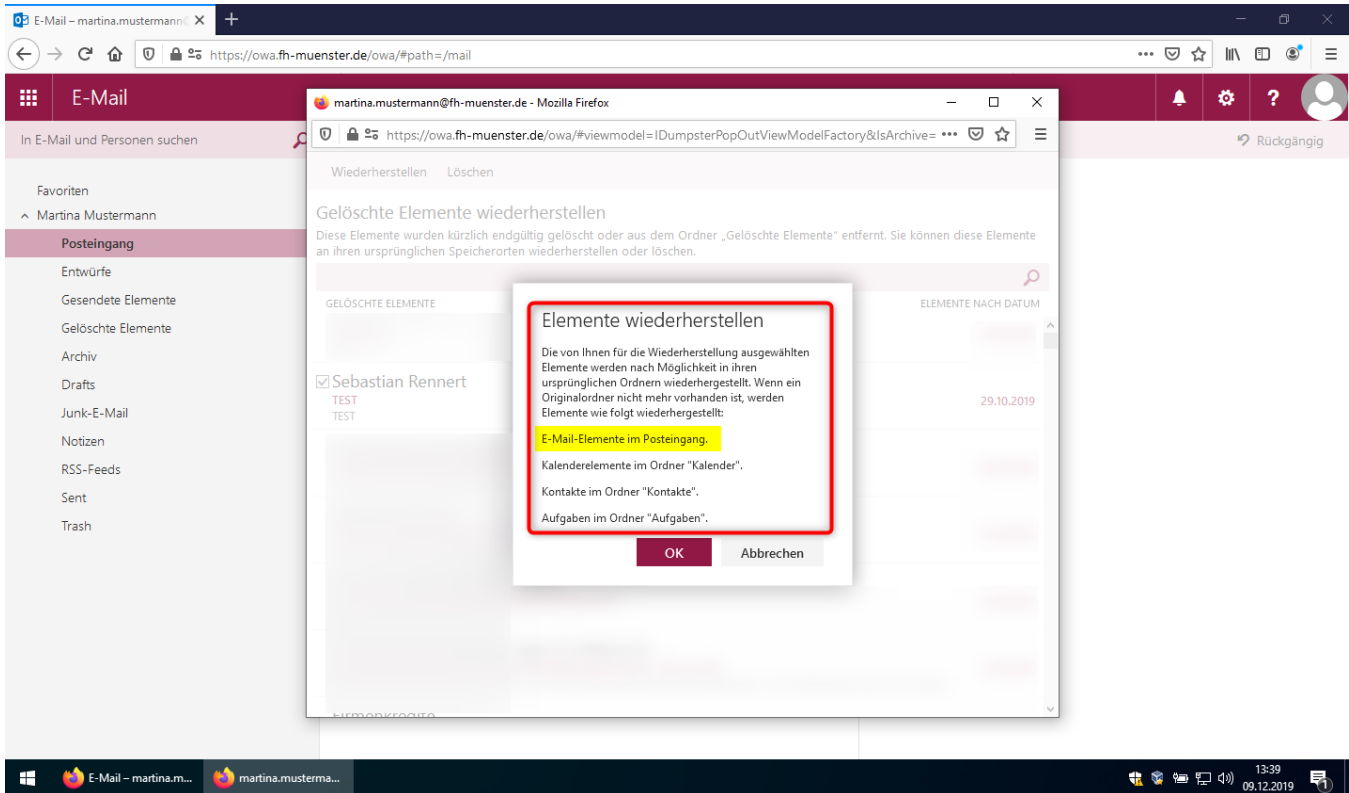 E-Mail – martina.mustermann@
https://owa.fh-muenster.de/owa/#path=/mail
E-Mail
In E-Mail und Personen suchen
Rückgängig
Favoriten
Martina Mustermann
Posteingang
Entwürfe
Gesendete Elemente
Gelöschte Elemente
Archiv
Drafts
Junk-E-Mail
Notizen
RSS-Feeds
Sent
Trash
martina.mustermann@fh-muenster.de - Mozilla Firefox
https://owa.fh-muenster.de/owa/#viewmodel=IDumpsterPopOutViewModelFactory&IsArchive=
Wiederherstellen Löschen
Gelöschte Elemente wiederherstellen
Diese Elemente wurden kürzlich endgültig gelöscht oder aus dem Ordner „Gelöschte Elemente“ entfernt. Sie können diese Elemente
an ihren ursprünglichen Speicherorten wiederherstellen oder löschen.
GELÖSCHTE ELEMENTE
ELEMENTE NACH DATUM
Sebastian Rennert
TEST
29.10.2019
TEST
Firmenkredite
Elemente wiederherstellen
Die von Ihnen für die Wiederherstellung ausgewählten
Elemente werden nach Möglichkeit in ihren
ursprünglichen Ordnern wiederhergestellt. Wenn ein
Originalordner nicht mehr vorhanden ist, werden
Elemente wie folgt wiederhergestellt:
E-Mail-Elemente im Posteingang.
Kalenderelemente im Ordner "Kalender".
Kontakte im Ordner "Kontakte".
Aufgaben im Ordner "Aufgaben".
OK Abbrechen
E-Mail – martina.m...
martina.musterma...
13:39
09.12.2019
1